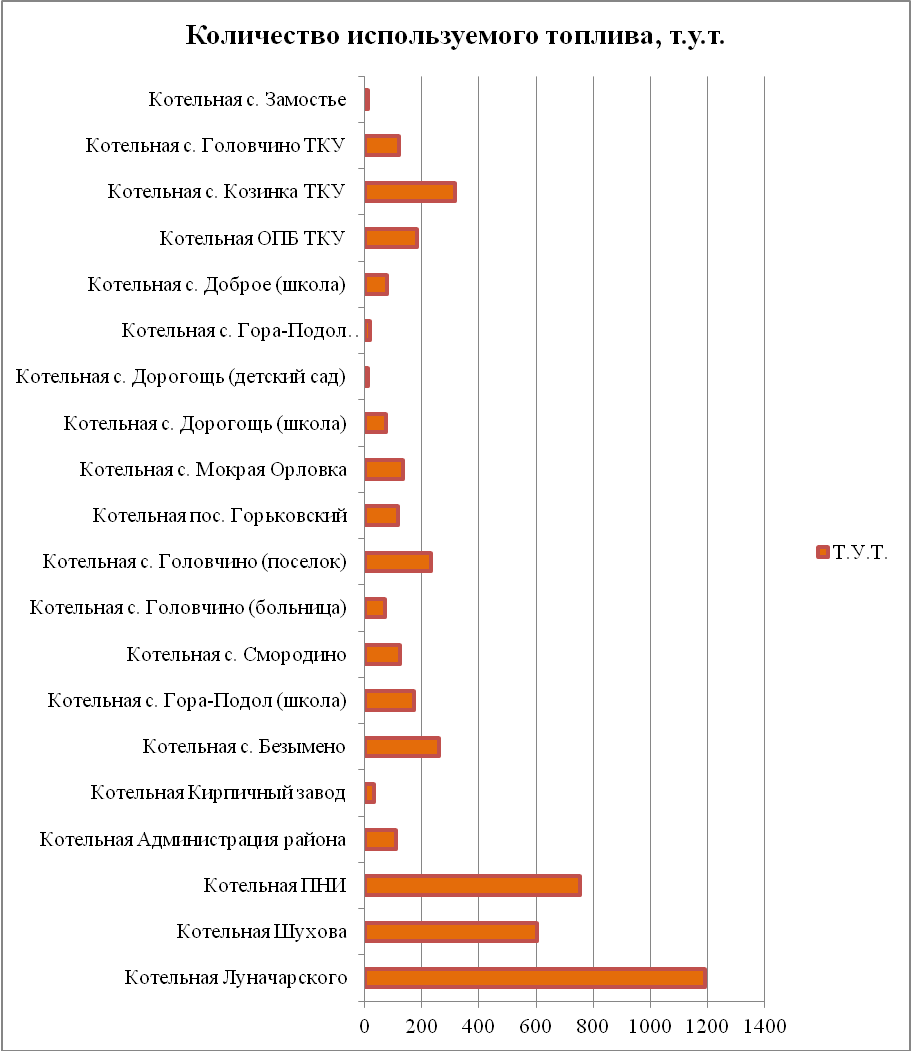 Количество используемого топлива, т.у.т.
Котельная с. Замостье
Котельная с. Головчино ТКУ
Котельная с. Козинка ТКУ
Котельная ОПБ ТКУ
Котельная с. Доброе (школа)
Котельная с. Гора-Подол…
Котельная с. Дорогощь (детский сад)
Котельная с. Дорогощь (школа)
Котельная с. Мокрая Орловка
Котельная пос. Горьковский
Котельная с. Головчино (поселок)
Котельная с. Головчино (больница)
Котельная с. Смородино
Котельная с. Гора-Подол (школа)
Котельная с. Безымено
Котельная Кирпичный завод
Котельная Администрация района
Котельная ПНИ
Котельная Шухова
Котельная Луначарского
0 200 400 600 800 1000 1200 1400
Т.У.Т.